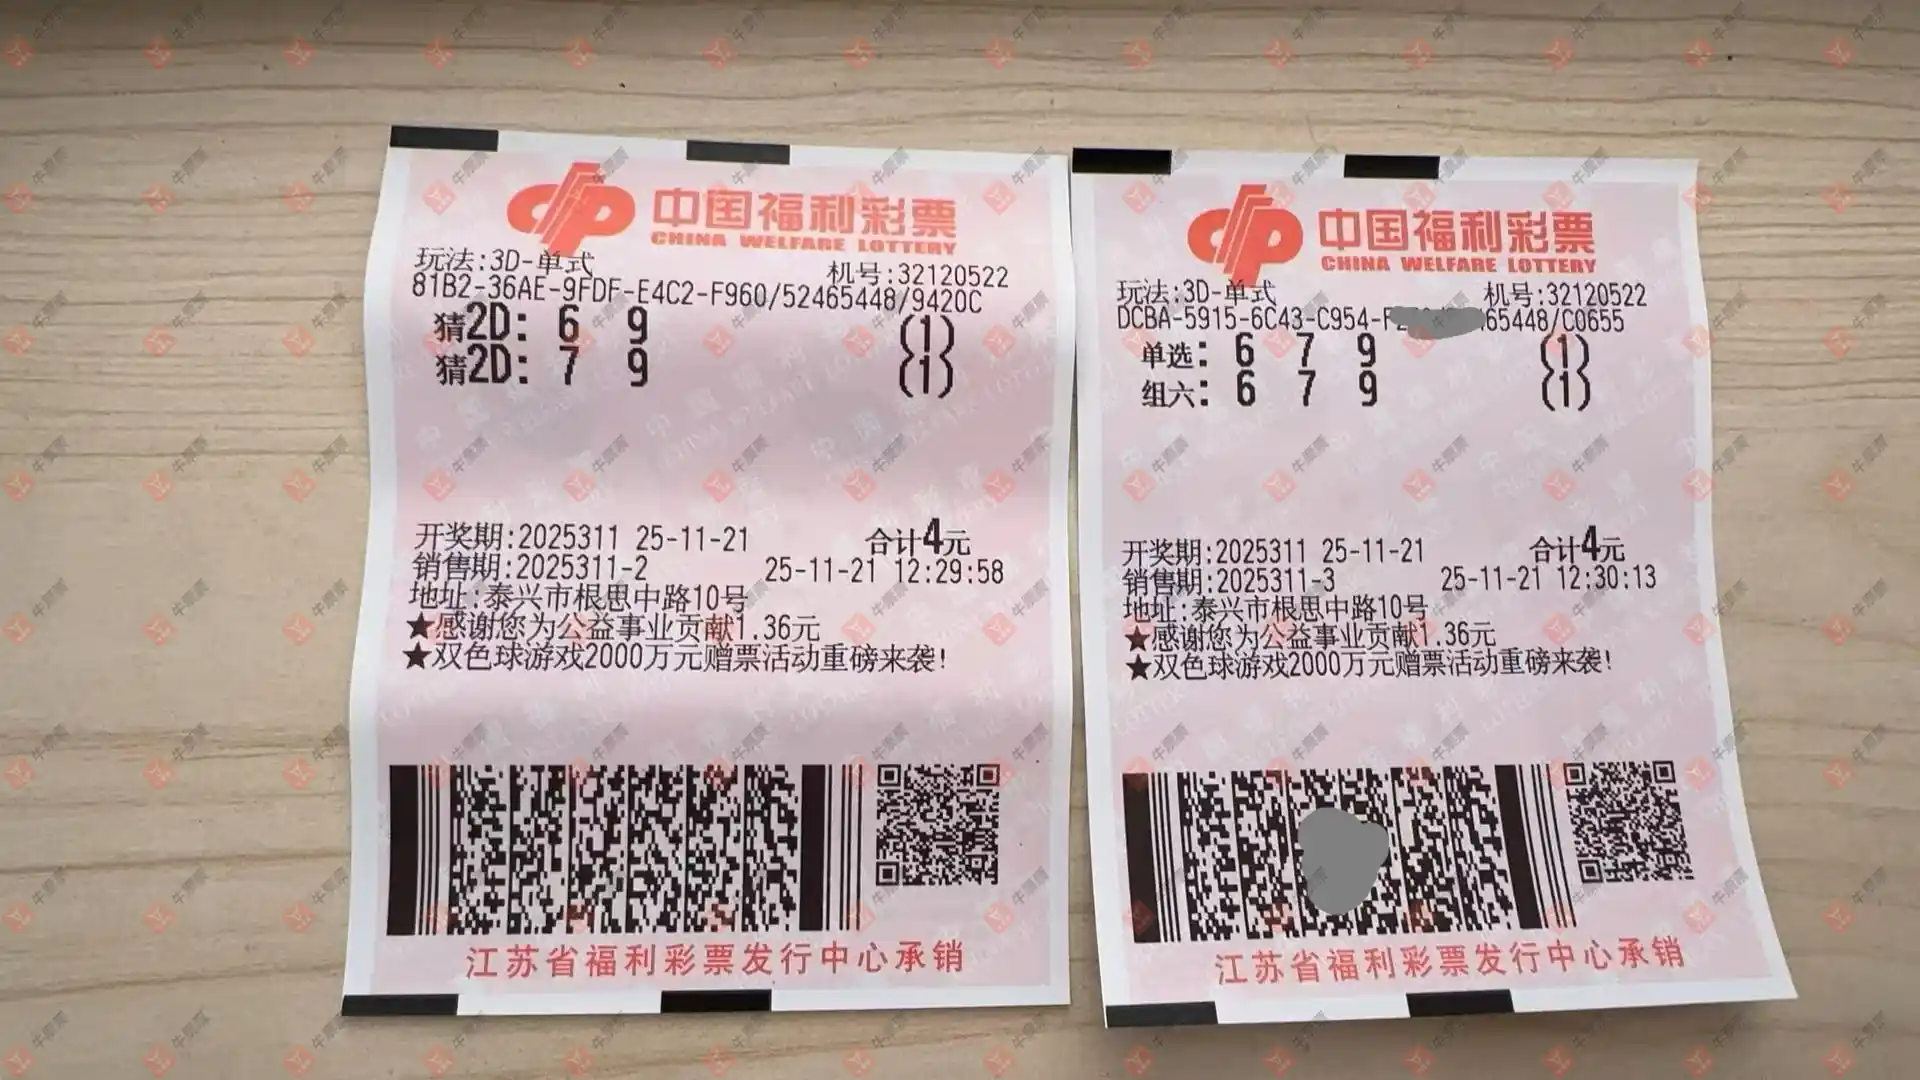 中国福利彩票
CHINA WELFARE LOTTERY
玩法:3D-单式
机号:32120522
81B2-36AE-9FDF-E4C2-F960/52465448/9420C
猜2D: 6 9 (1)
猜2D: 7 9 (1)
开奖期:2025311 25-11-21 合计4元
销售期:2025311-2 25-11-21 12:29:58
地址:泰兴市根思中路10号
★感谢您为公益事业贡献1.36元
★双色球游戏2000万元赠票活动重磅来袭!
江苏省福利彩票发行中心承销
中国福利彩票
CHINA WELFARE LOTTERY
玩法:3D-单式
机号:32120522
DCBA-5915-6C43-C954-F 65448/C0655
单选: 6 7 9 (1)
组六: 6 7 9 (1)
开奖期:2025311 25-11-21 合计4元
销售期:2025311-3 25-11-21 12:30:13
地址:泰兴市根思中路10号
★感谢您为公益事业贡献1.36元
★双色球游戏2000万元赠票活动重磅来袭!
江苏省福利彩票发行中心承销